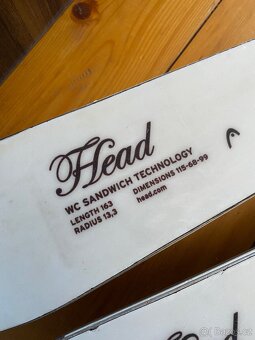 Head
WC SANDWICH TECHNOLOGY
LENGTH 163 DIMENSIONS 115-68-99
RADIUS 13,3 head.com